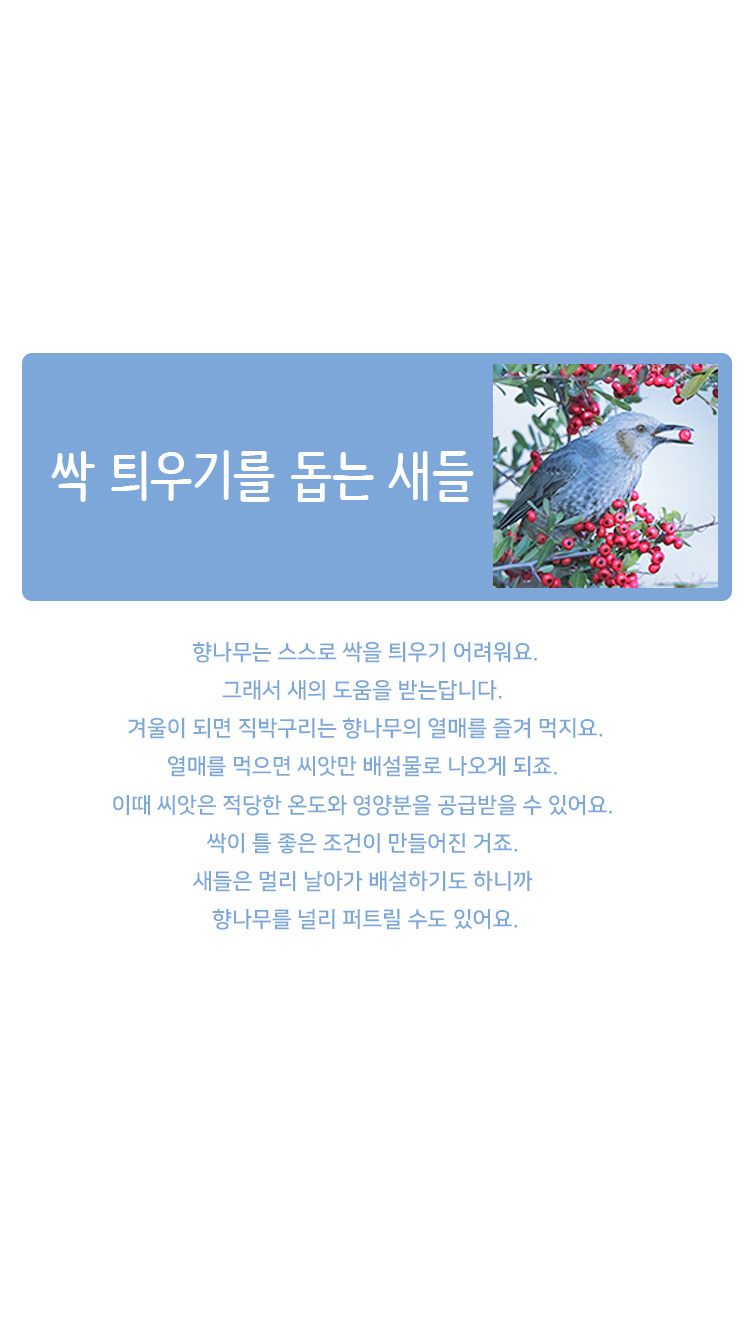 싹 틔우기를 돕는 새들
향나무는 스스로 싹을 틔우기 어려워요.
그래서 새의 도움을 받는답니다.
겨울이 되면 직박구리는 향나무의 열매를 즐겨 먹지요.
열매를 먹으면 씨앗만 배설물로 나오게 되죠.
이때 씨앗은 적당한 온도와 영양분을 공급받을 수 있어요.
싹이 틀 좋은 조건이 만들어진 거죠.
새들은 멀리 날아가 배설하기도 하니까
향나무를 널리 퍼트릴 수도 있어요.